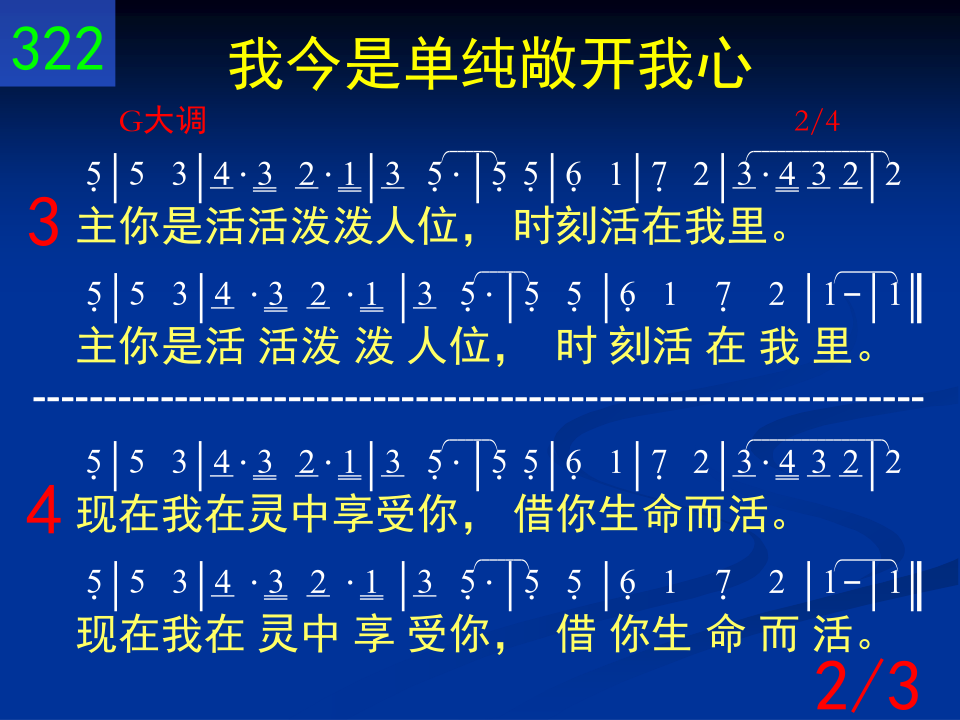 322
我今是单纯敞开我心
G大调 2/4
5|5 3|4·3 2·1|3 5·|5 5|6 1|7 2|3·4 3 2|2
3
主你是活活泼泼人位， 时刻活在我里。
5|5 3|4·3 2·1|3 5·|5 5|6 1 7 2|1-|1‖
主你是活 活泼 泼 人位， 时 刻活 在 我 里。
---------------------------------------------------------------
5|5 3|4·3 2·1|3 5·|5 5|6 1|7 2|3·4 3 2|2
4
现在我在灵中享受你， 借你生命而活。
5|5 3|4·3 2·1|3 5·|5 5|6 1 7 2|1-|1‖
现在我在 灵中 享 受你， 借 你生 命 而 活。
2/3